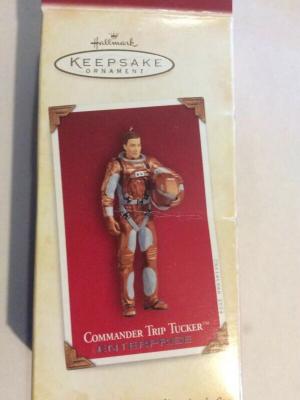 Hallmark
KEEPSAKE
ORNAMENT
COMMANDER TRIP TUCKER™
ENTERPRISE